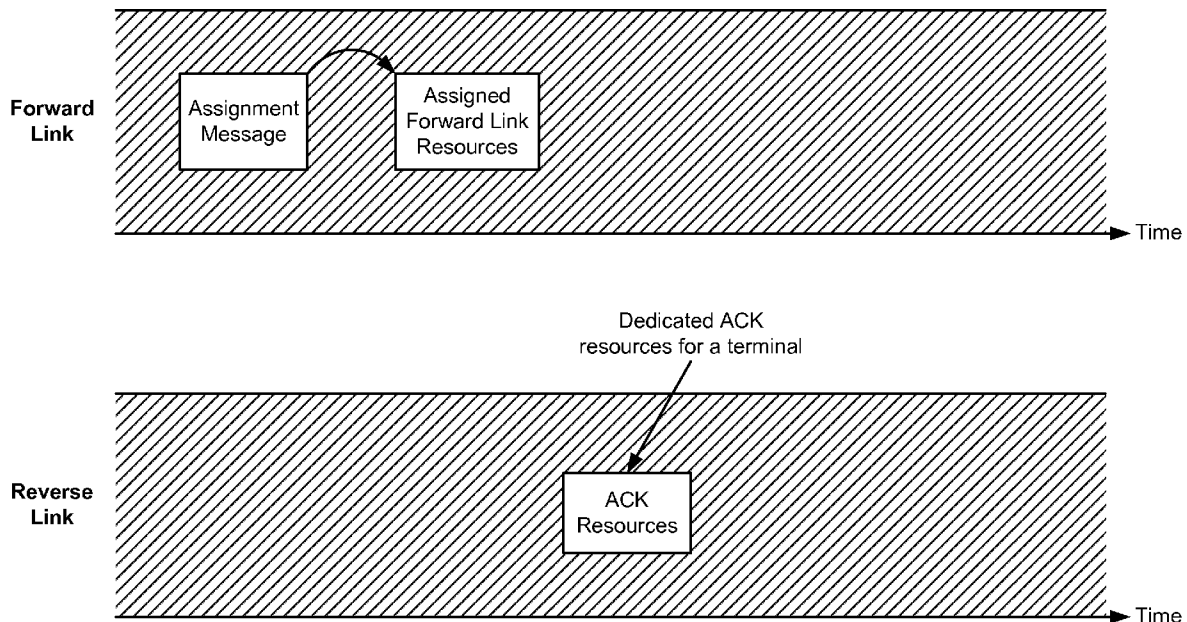 Forward
Link
Assignment
Message
Assigned
Forward Link
Resources
Time
Dedicated ACK
resources for a terminal
Reverse
Link
ACK
Resources
Time